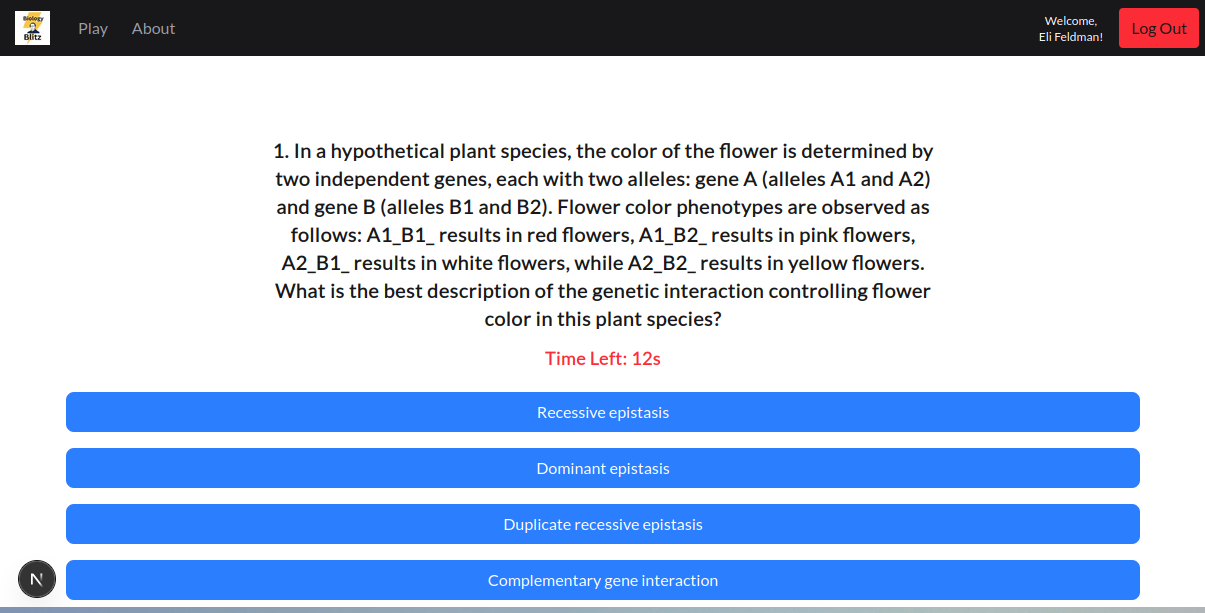 Biology
Blitz
Play
About
Welcome,
Eli Feldman!
Log Out
1. In a hypothetical plant species, the color of the flower is determined by
two independent genes, each with two alleles: gene A (alleles A1 and A2)
and gene B (alleles B1 and B2). Flower color phenotypes are observed as
follows: A1_B1_ results in red flowers, A1_B2_ results in pink flowers,
A2_B1_ results in white flowers, while A2_B2_ results in yellow flowers.
What is the best description of the genetic interaction controlling flower
color in this plant species?
Time Left: 12s
Recessive epistasis
Dominant epistasis
Duplicate recessive epistasis
Complementary gene interaction
N